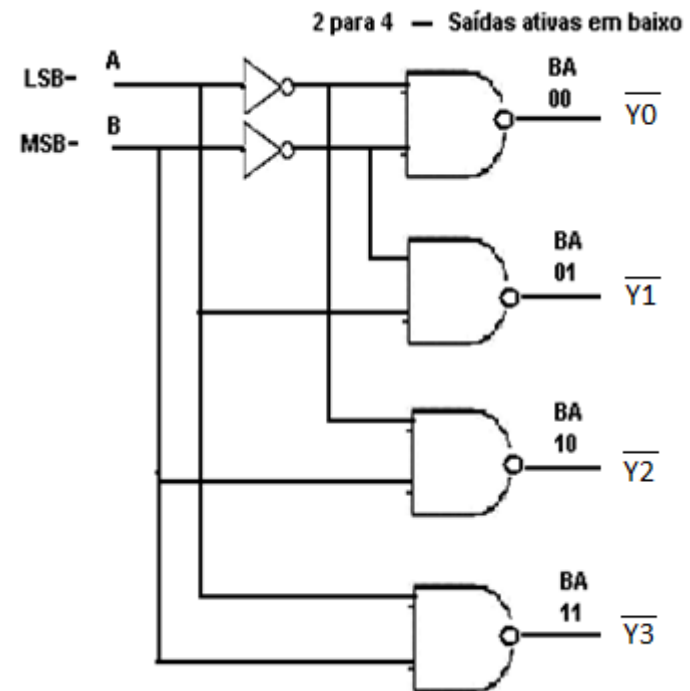 2 para 4 — Saídas ativas em baixo
LSB- A
MSB- B
BA
00
Y0
BA
01
Y1
BA
10
Y2
BA
11
Y3